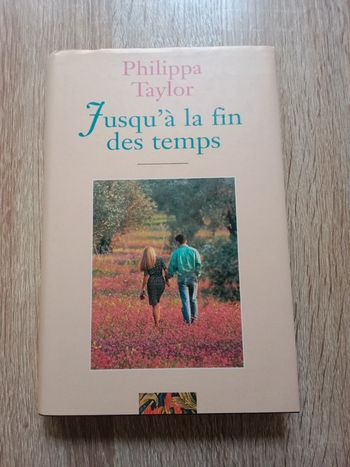 Philippa
Taylor
Jusqu'à la fin
des temps